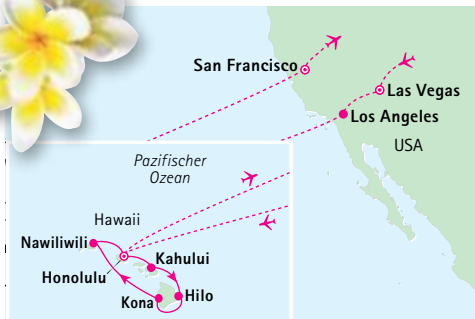 San Francisco
Las Vegas
Los Angeles
USA
Pazifischer
Ozean
Hawaii
Nawiliwili
Kahului
Honolulu
Hilo
Kona